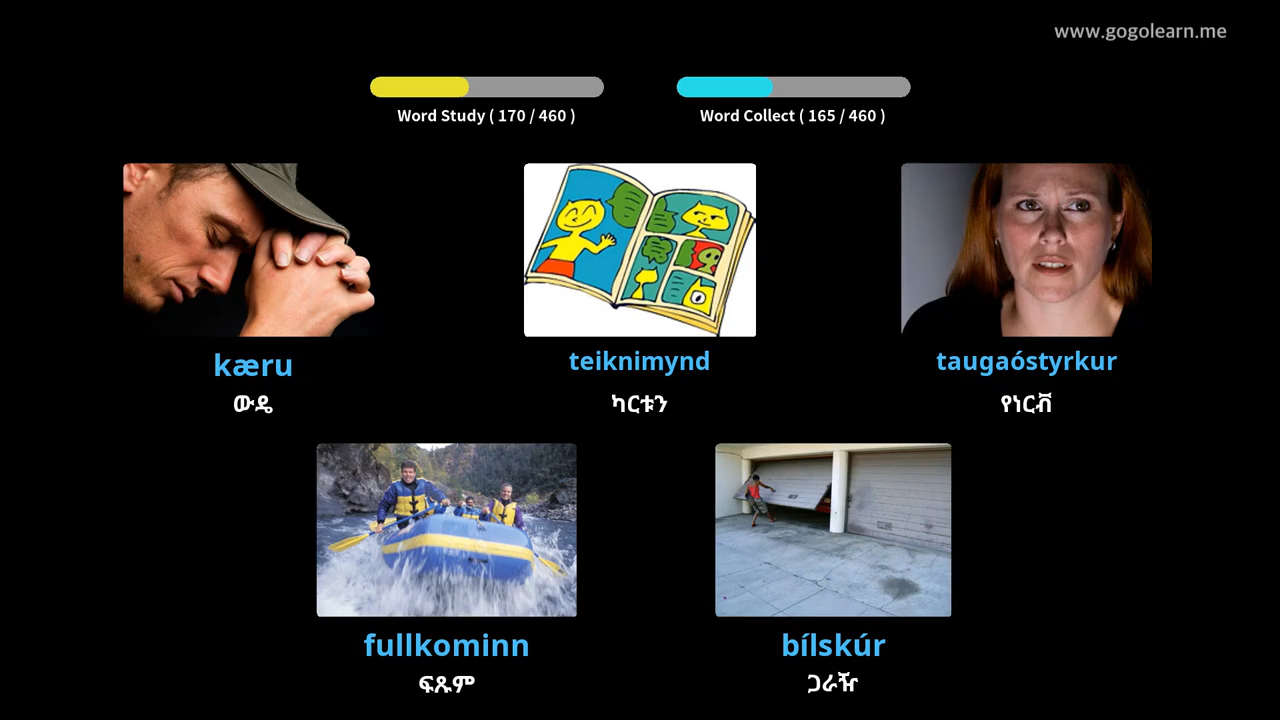 www.gogolearn.me
Word Study ( 170 / 460 )
Word Collect ( 165 / 460 )
kæru
ውዴ
teiknimynd
ካርቱን
taugaóstyrkur
የነርቭ
fullkominn
ፍጹም
bílskúr
ጋራዥ